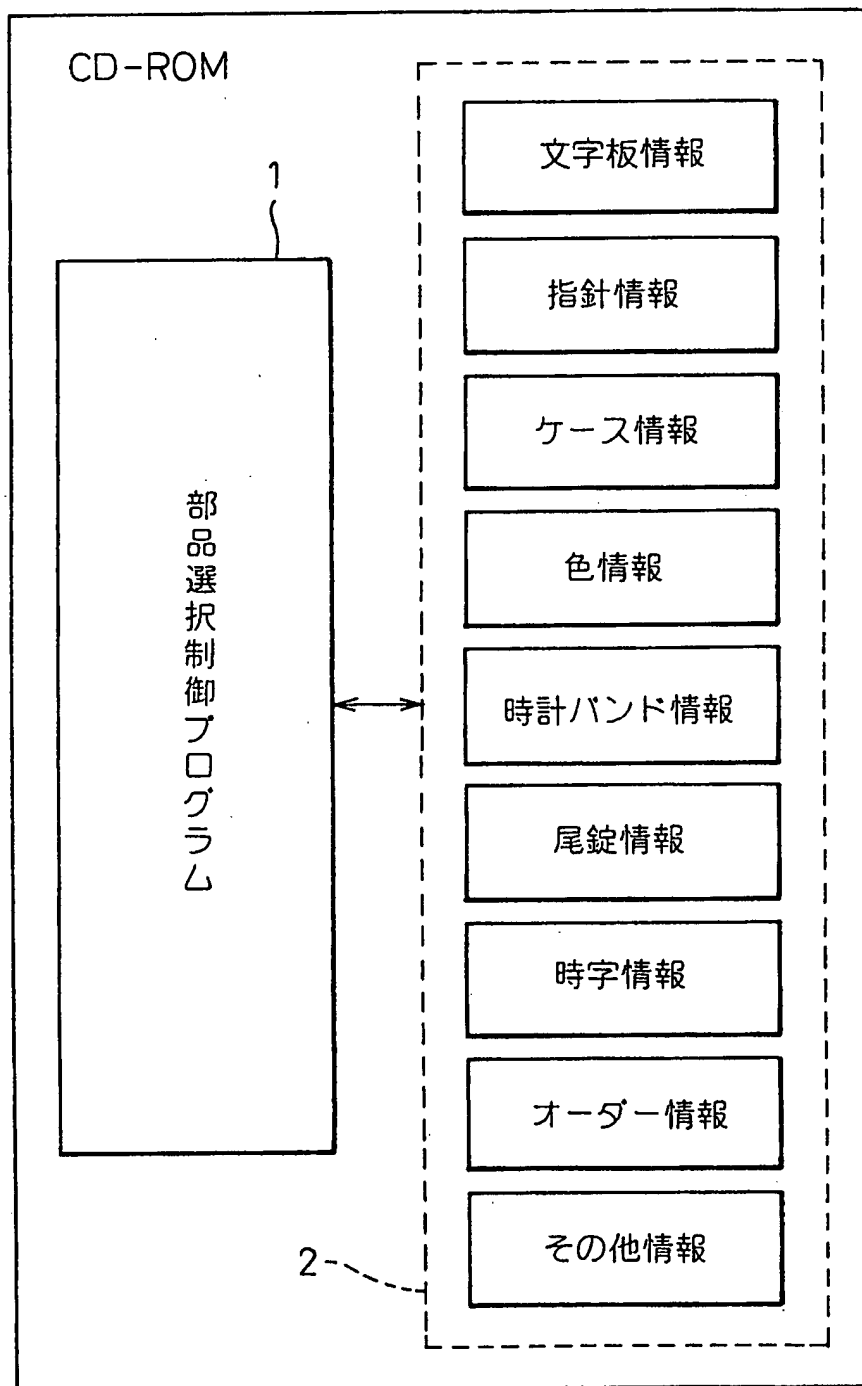 CD-ROM
1
部品選択制御プログラム
文字板情報
指針情報
ケース情報
色情報
時計バンド情報
尾錠情報
時字情報
オーダー情報
その他情報
2